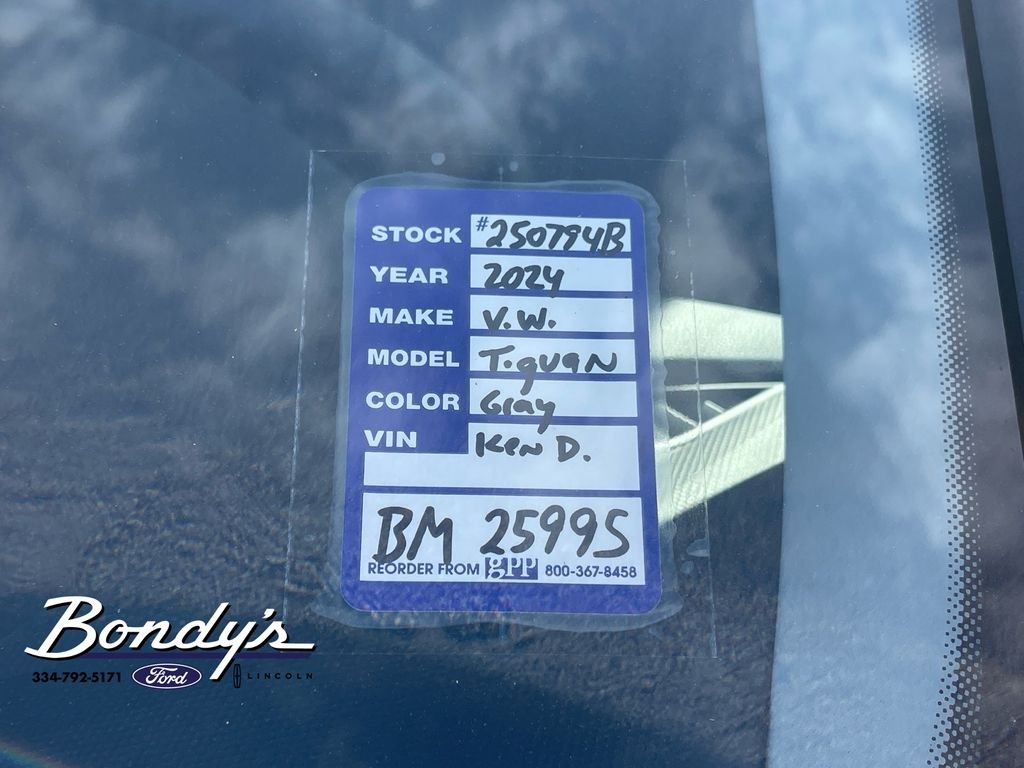 STOCK #250794B
YEAR 2024
MAKE V.W.
MODEL T.guan
COLOR Gray
VIN Ken D.
BM 25995
REORDER FROM gPP 800-367-8458
Bondy's
334-792-5171 Ford LINCOLN